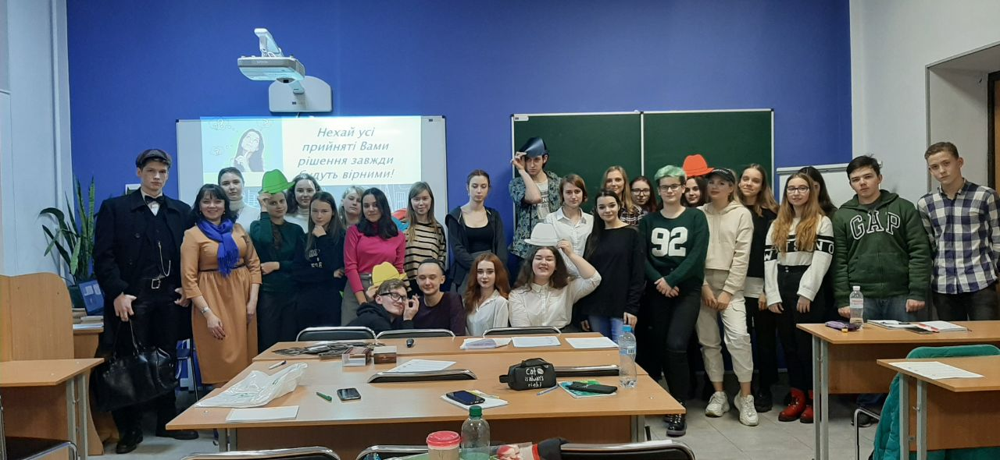 Нехай усі
прийняті Вами
рішення завжди
будуть вірними!
92
GAP
cat
is always
right